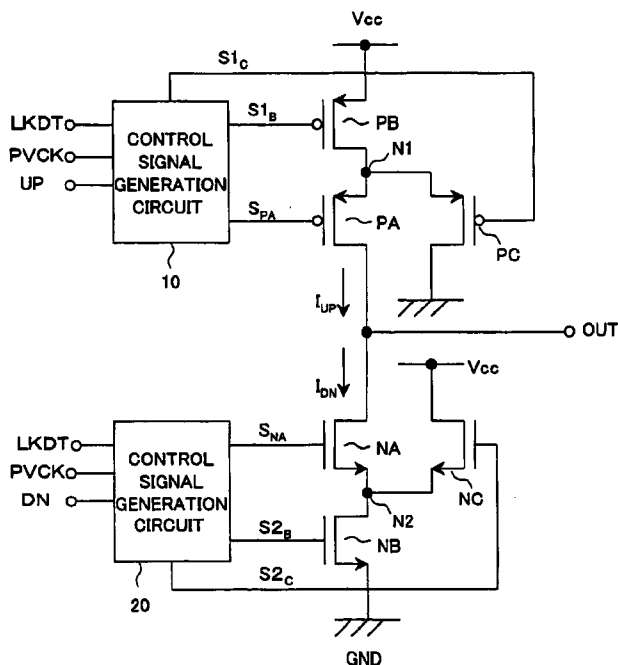 Vcc
S1C
LKDT
PVCK
UP
CONTROL
SIGNAL
GENERATION
CIRCUIT
10
S1B
PB
N1
SPA
PA
PC
IUP
OUT
IDN
Vcc
LKDT
PVCK
DN
CONTROL
SIGNAL
GENERATION
CIRCUIT
20
SNA
NA
NC
N2
S2B
NB
S2C
GND